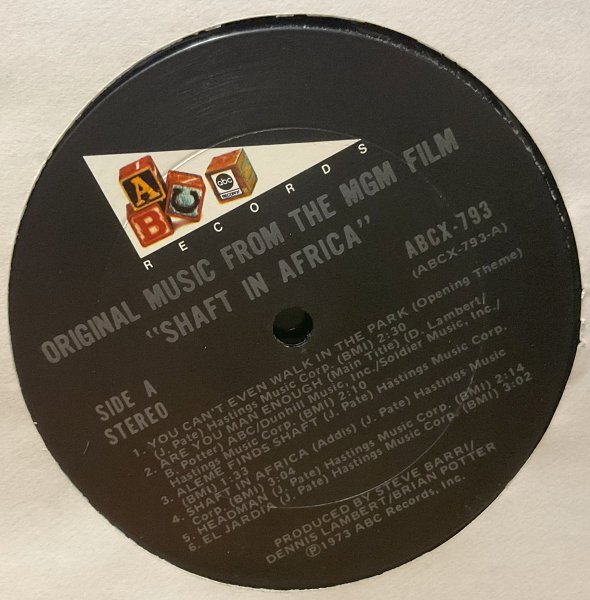 A
B
C
abc
RECORDS
ORIGINAL MUSIC FROM THE MGM FILM
"SHAFT IN AFRICA"
ABCX-793
(ABCX-793-A)
SIDE A
STEREO
1. YOU CAN'T EVEN WALK IN THE PARK (Opening Theme)
(J. Pate) Hastings Music Corp. (BMI) 2:30
2. ARE YOU MAN ENOUGH (Main Title) (D. Lambert/
B. Potter) ABC/Dunhill Music, Inc./Soldier Music, Inc./
Hastings Music Corp. (BMI) 2:10
3. ALEME FINDS SHAFT (J. Pate) Hastings Music Corp.
(BMI) 1:33
4. SHAFT IN AFRICA (Addis) (J. Pate) Hastings Music
Corp. (BMI) 3:04
5. HEADMAN (J. Pate) Hastings Music Corp. (BMI) 2:14
6. EL JARDIA (J. Pate) Hastings Music Corp. (BMI) 3:02
PRODUCED BY STEVE BARRI/
DENNIS LAMBERT/BRIAN POTTER
Ⓟ1973 ABC Records, Inc.